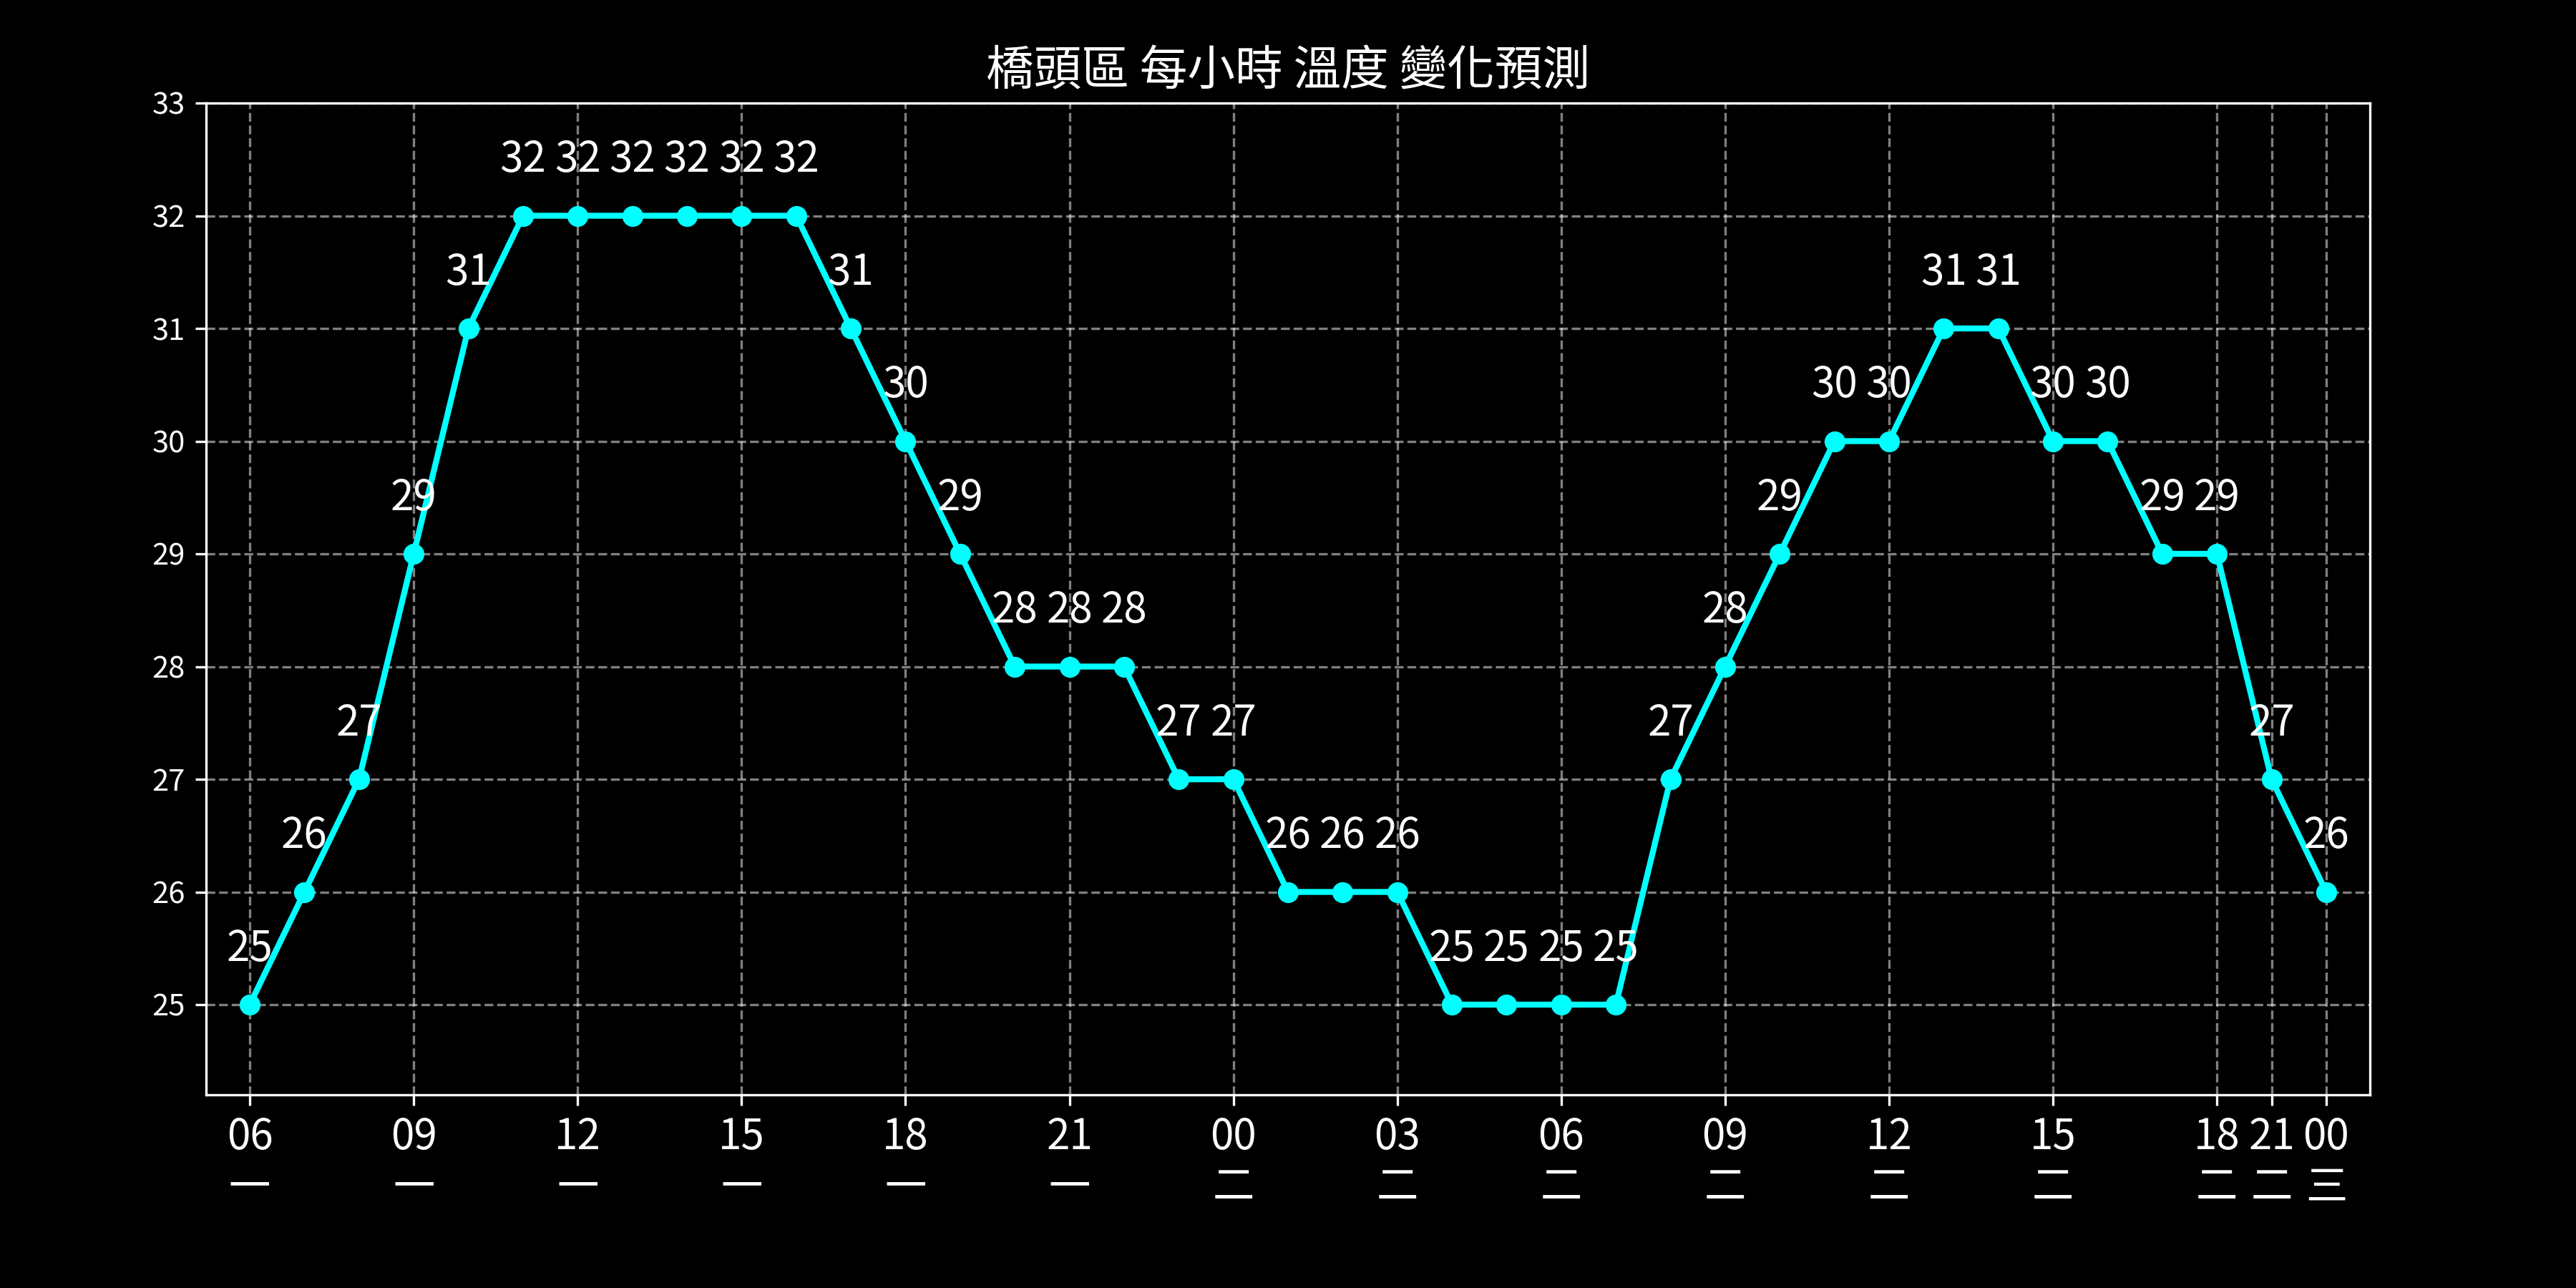 橋頭區 每小時 溫度 變化預測
33
32 32 32 32 32 32
32
31 31 31 31
31
30 30 30 30 30
30
29 29 29 29 29
29
28 28 28 28
28
27 27 27 27 27
27
26 26 26 26 26
26
25 25 25 25 25
25
06 09 12 15 18 21 00 03 06 09 12 15 18 21 00
一 一 一 一 一 一 二 二 二 二 二 二 二 二 三